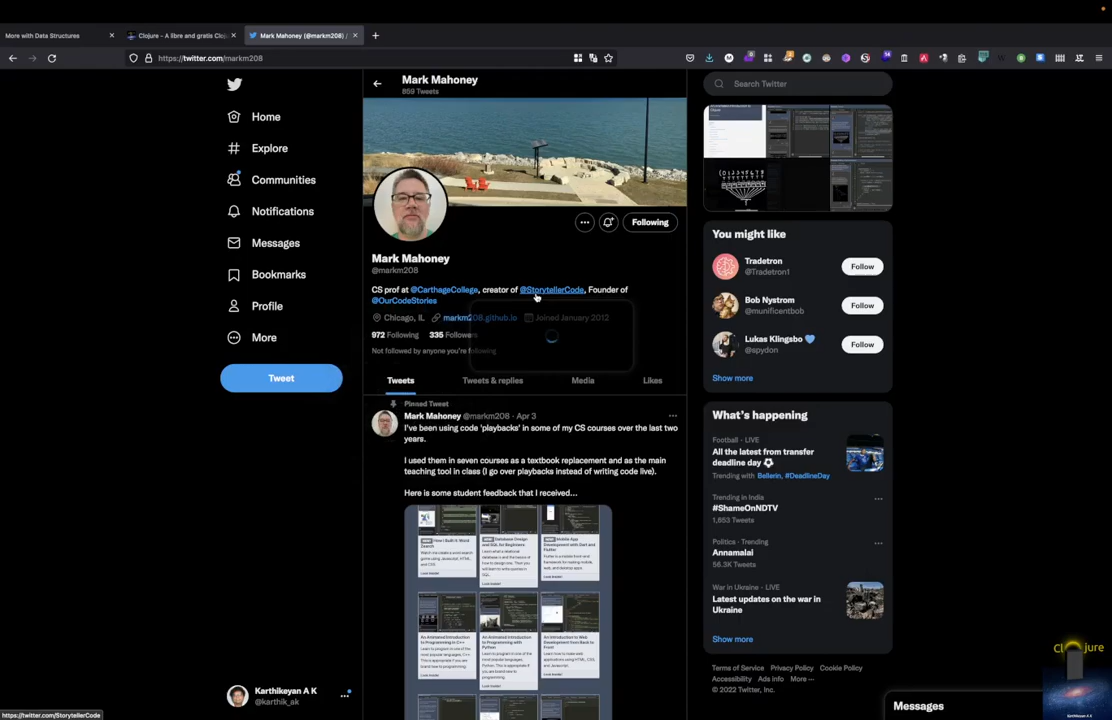 More with Data Structures
Clojure - A libre and gratis Cloj
Mark Mahoney (@markm208) /
https://twitter.com/markm208
Mark Mahoney
859 Tweets
Search Twitter
Home
Explore
Communities
Notifications
Messages
Bookmarks
Profile
More
Tweet
Following
Mark Mahoney
@markm208
CS prof at @CarthageCollege, creator of @StorytellerCode, Founder of
@OurCodeStories
Chicago, IL markm208.github.io Joined January 2012
972 Following 335 Followers
Not followed by anyone you're following
Tweets Tweets & replies Media Likes
Pinned Tweet
Mark Mahoney @markm208 · Apr 3
I've been using code 'playbacks' in some of my CS courses over the last two
years.
I used them in seven courses as a textbook replacement and as the main
teaching tool in class (I go over playbacks instead of writing code live).
Here is some student feedback that I received...
You might like
Tradetron
@Tradetron1
Follow
Bob Nystrom
@munificentbob
Follow
Lukas Klingsbo
@spydon
Follow
Show more
What's happening
Football · LIVE
All the latest from transfer
deadline day
Trending with Bellerin, #DeadlineDay
Trending in India
#ShameOnNDTV
1,853 Tweets
Politics · Trending
Annamalai
56.3K Tweets
War in Ukraine · LIVE
Latest updates on the war in
Ukraine
Show more
Terms of Service Privacy Policy Cookie Policy
Accessibility Ads info More ...
© 2022 Twitter, Inc.
Messages
Karthikeyan A K
@karthik_ak
https://twitter.com/StorytellerCode
Clojure